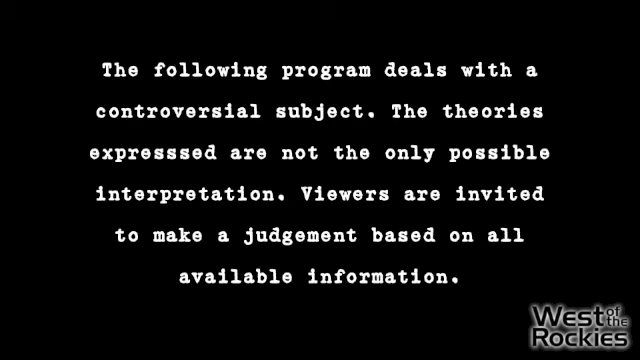 The following program deals with a
controversial subject. The theories
expresssed are not the only possible
interpretation. Viewers are invited
to make a judgement based on all
available information.
West of the
Rockies